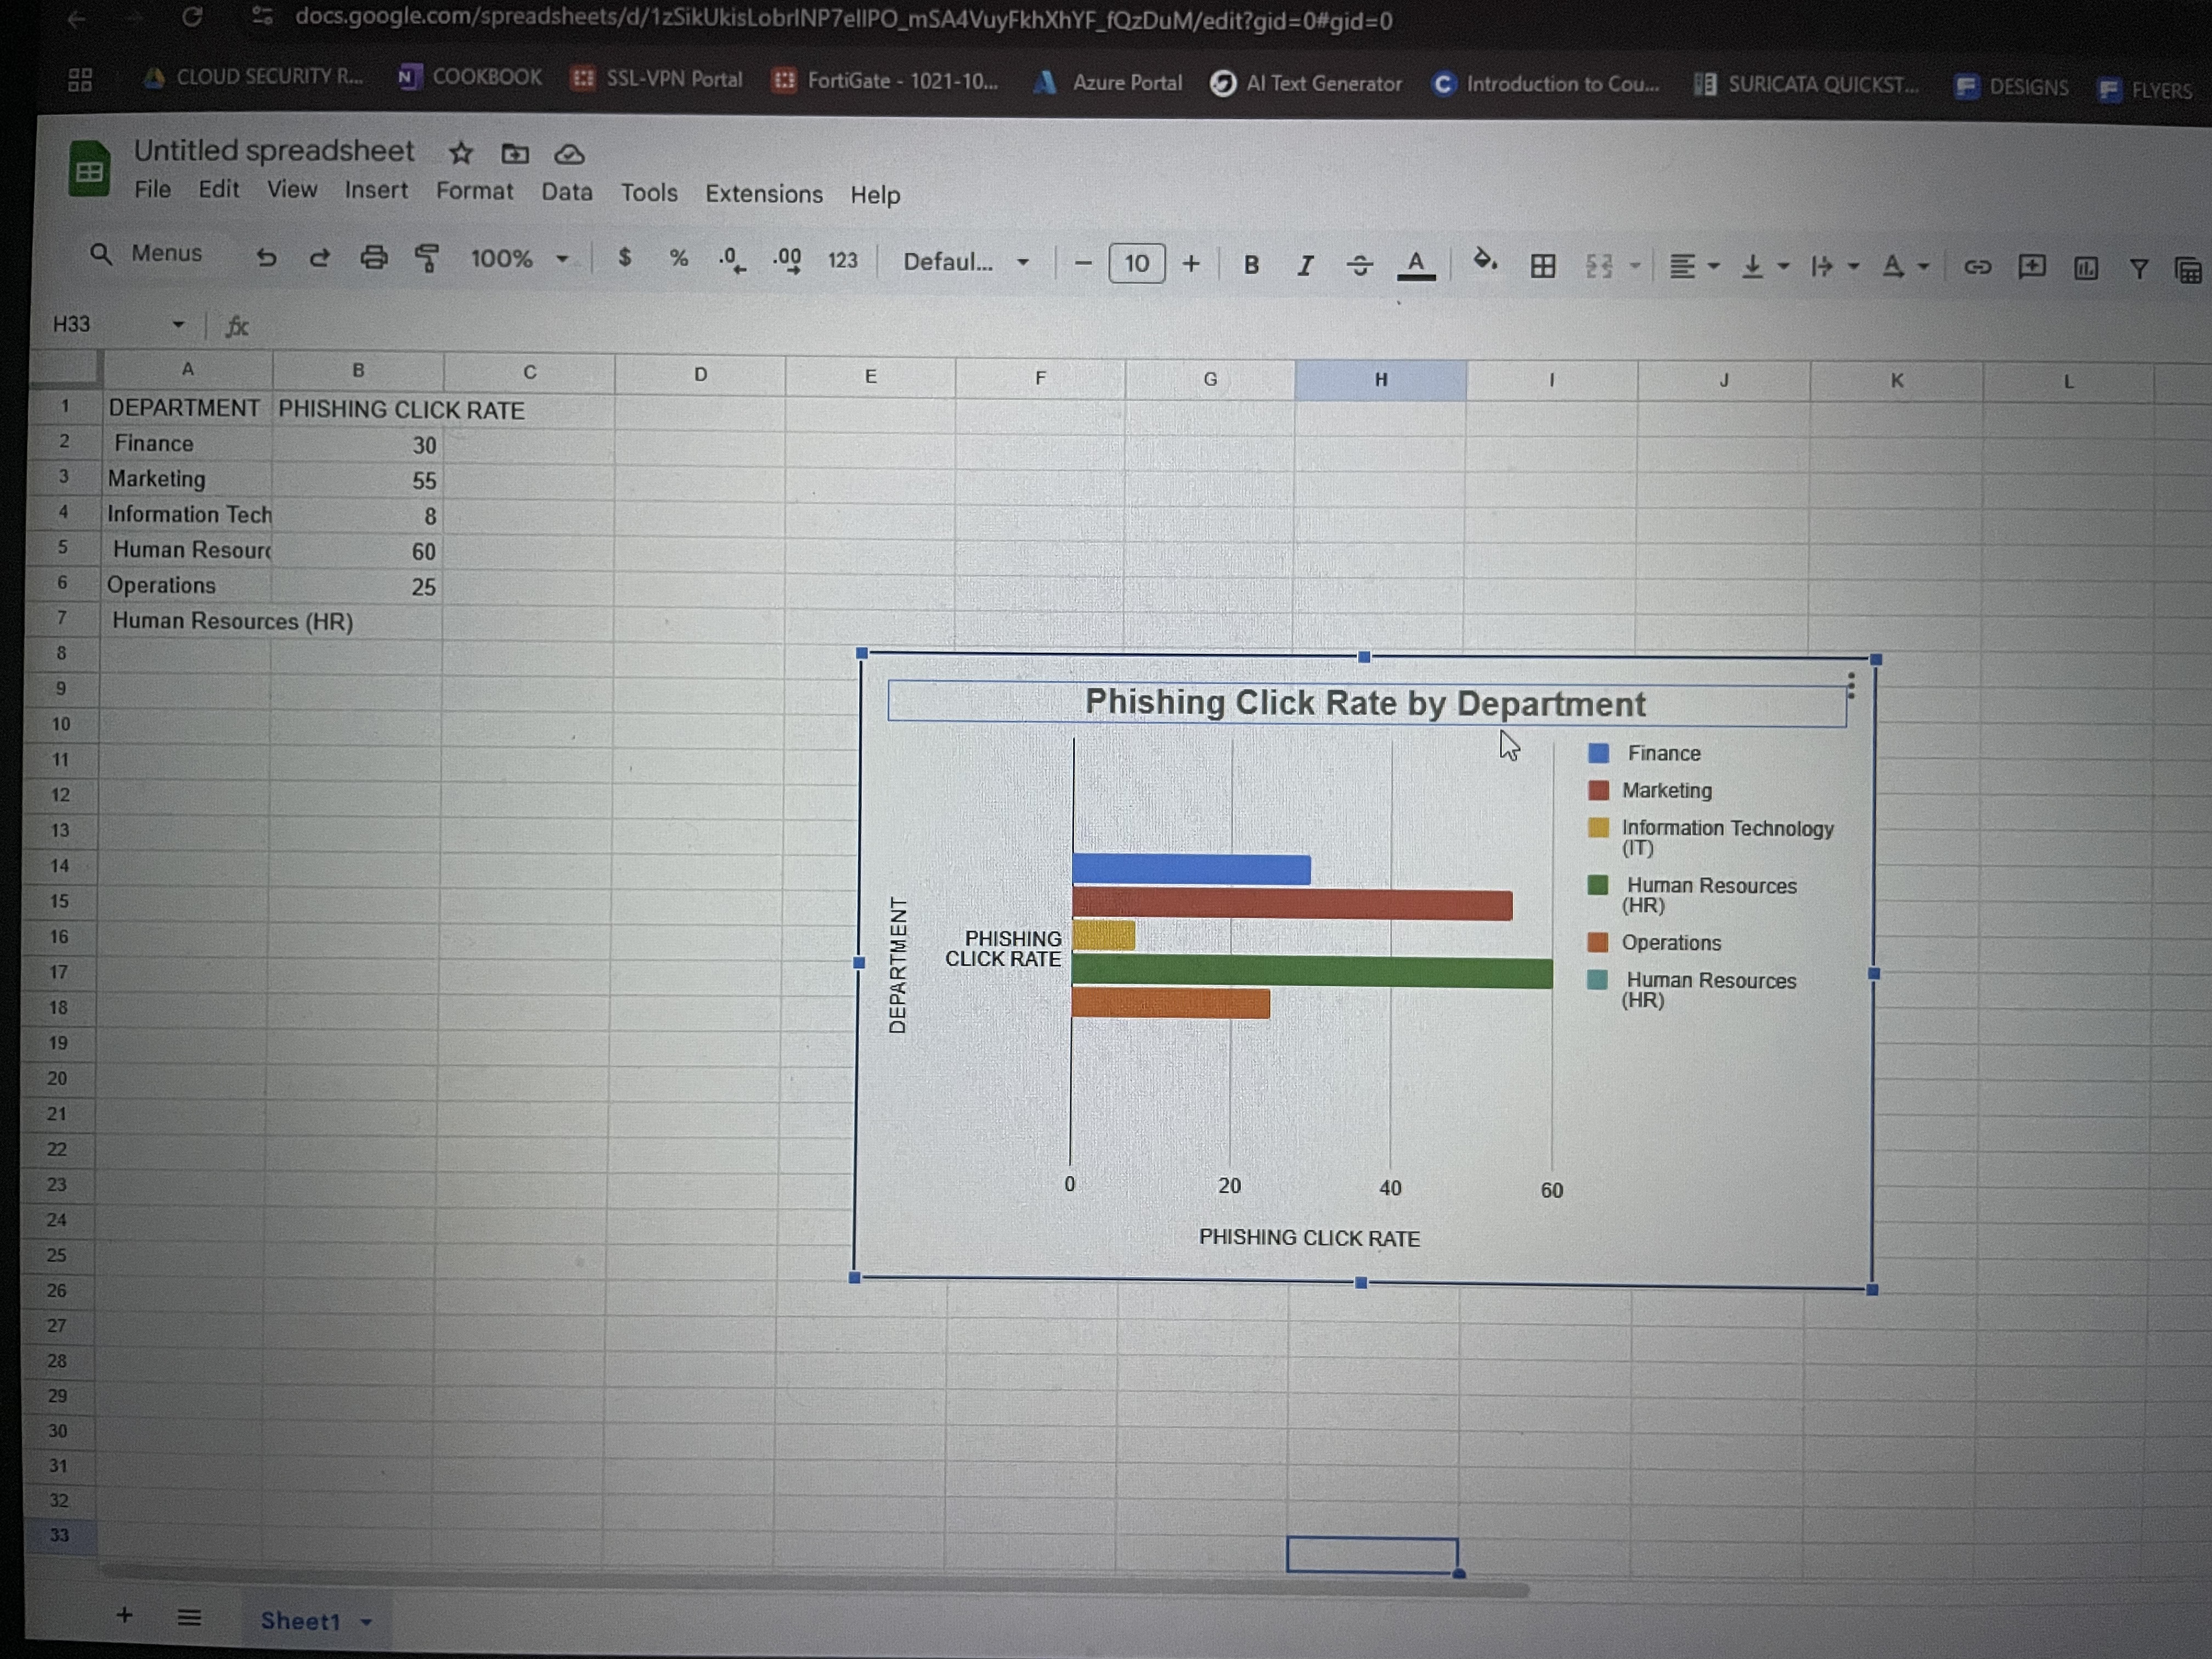 docs.google.com/spreadsheets/d/1zSikUkisLobrINP7eIIPO_mSA4VuyFkhXhYF_fQzDuM/edit?gid=0#gid=0
CLOUD SECURITY R... COOKBOOK SSL-VPN Portal FortiGate - 1021-10... Azure Portal AI Text Generator Introduction to Cou... SURICATA QUICKST... DESIGNS FLYERS
Untitled spreadsheet
File Edit View Insert Format Data Tools Extensions Help
Menus 100% $ % .0 .00 123 Defaul... − 10 + B I S A
H33 fx
A B C D E F G H I J K L
1 DEPARTMENT PHISHING CLICK RATE
2 Finance 30
3 Marketing 55
4 Information Tech 8
5 Human Resourc 60
6 Operations 25
7 Human Resources (HR)
8
9
10
11
12
13
14
15
16
17
18
19
20
21
22
23
24
25
26
27
28
29
30
31
32
33
Phishing Click Rate by Department
Finance
Marketing
Information Technology
(IT)
Human Resources
(HR)
Operations
Human Resources
(HR)
DEPARTMENT
PHISHING
CLICK RATE
0 20 40 60
PHISHING CLICK RATE
+ Sheet1